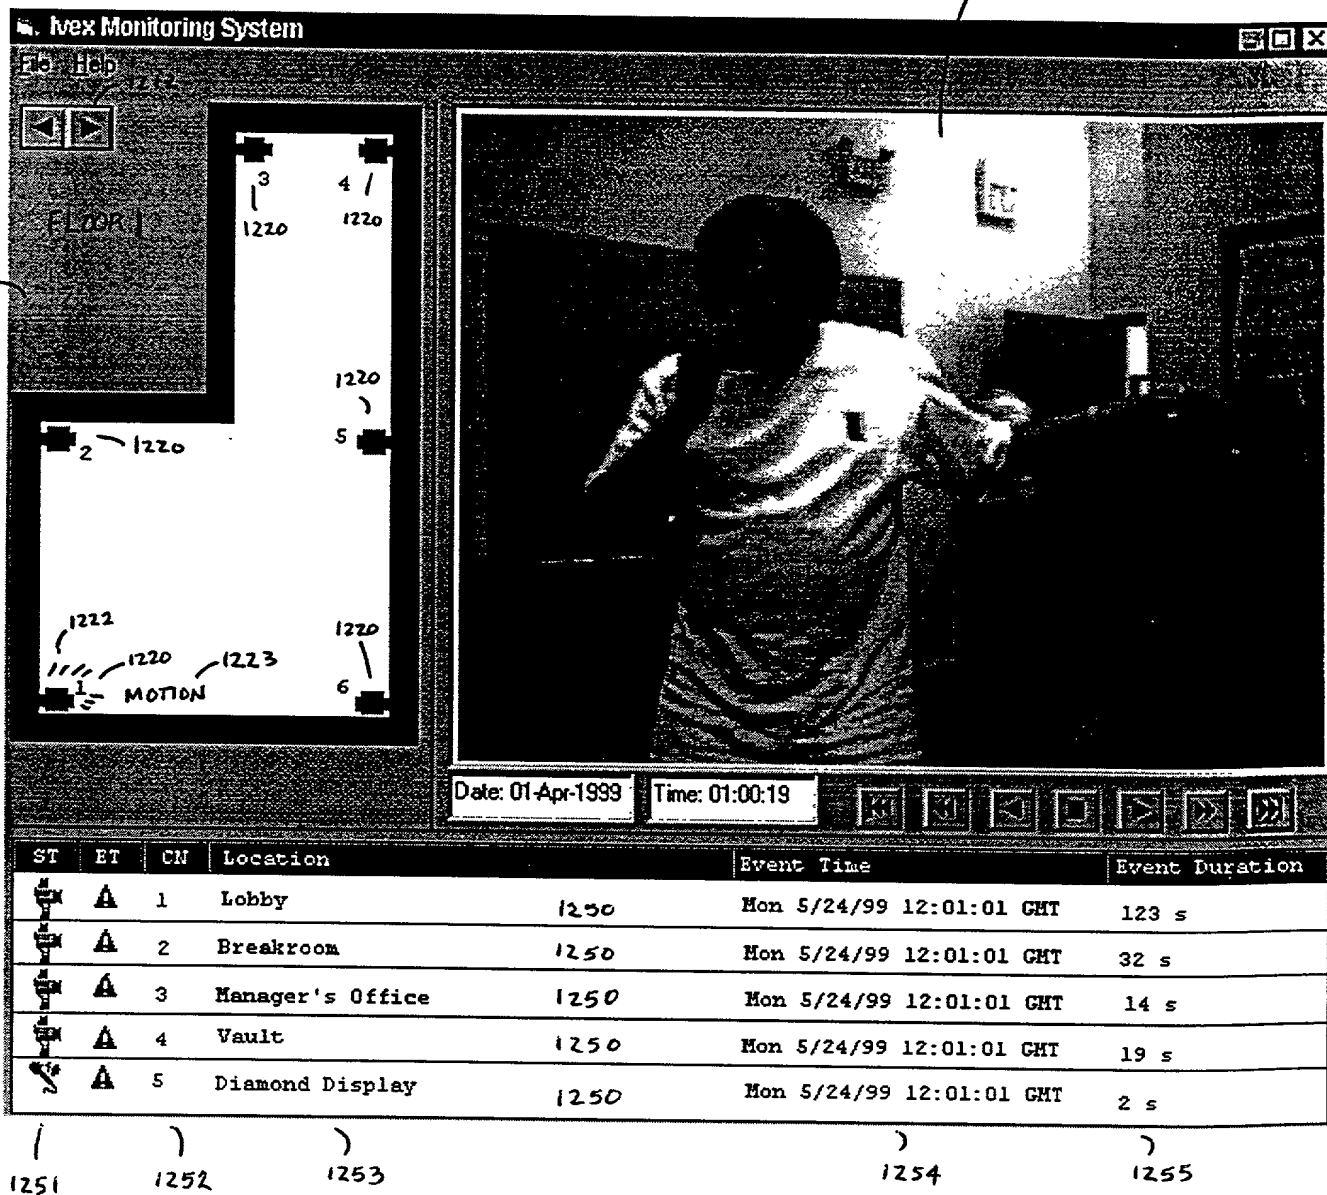 Ivex Monitoring System
File Help
1272
FLOOR 1
3
4
1220
1220
1220
5
2
1220
1222
1220
1223
1
MOTION
1220
6
Date: 01-Apr-1999 Time: 01:00:19
ST ET CN Location Event Time Event Duration
1 Lobby 1250 Mon 5/24/99 12:01:01 GMT 123 s
2 Breakroom 1250 Mon 5/24/99 12:01:01 GMT 32 s
3 Manager's Office 1250 Mon 5/24/99 12:01:01 GMT 14 s
4 Vault 1250 Mon 5/24/99 12:01:01 GMT 19 s
5 Diamond Display 1250 Mon 5/24/99 12:01:01 GMT 2 s
1251 1252 1253 1254 1255